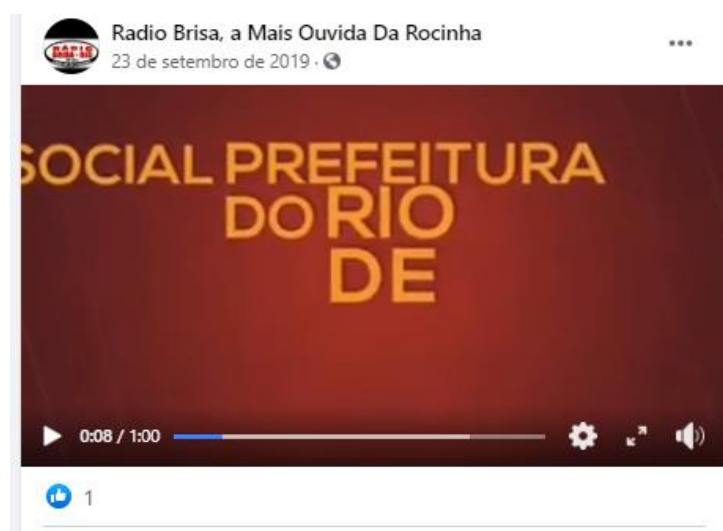 Radio Brisa, a Mais Ouvida Da Rocinha
23 de setembro de 2019
SOCIAL PREFEITURA
DO RIO
DE
0:08 / 1:00
1